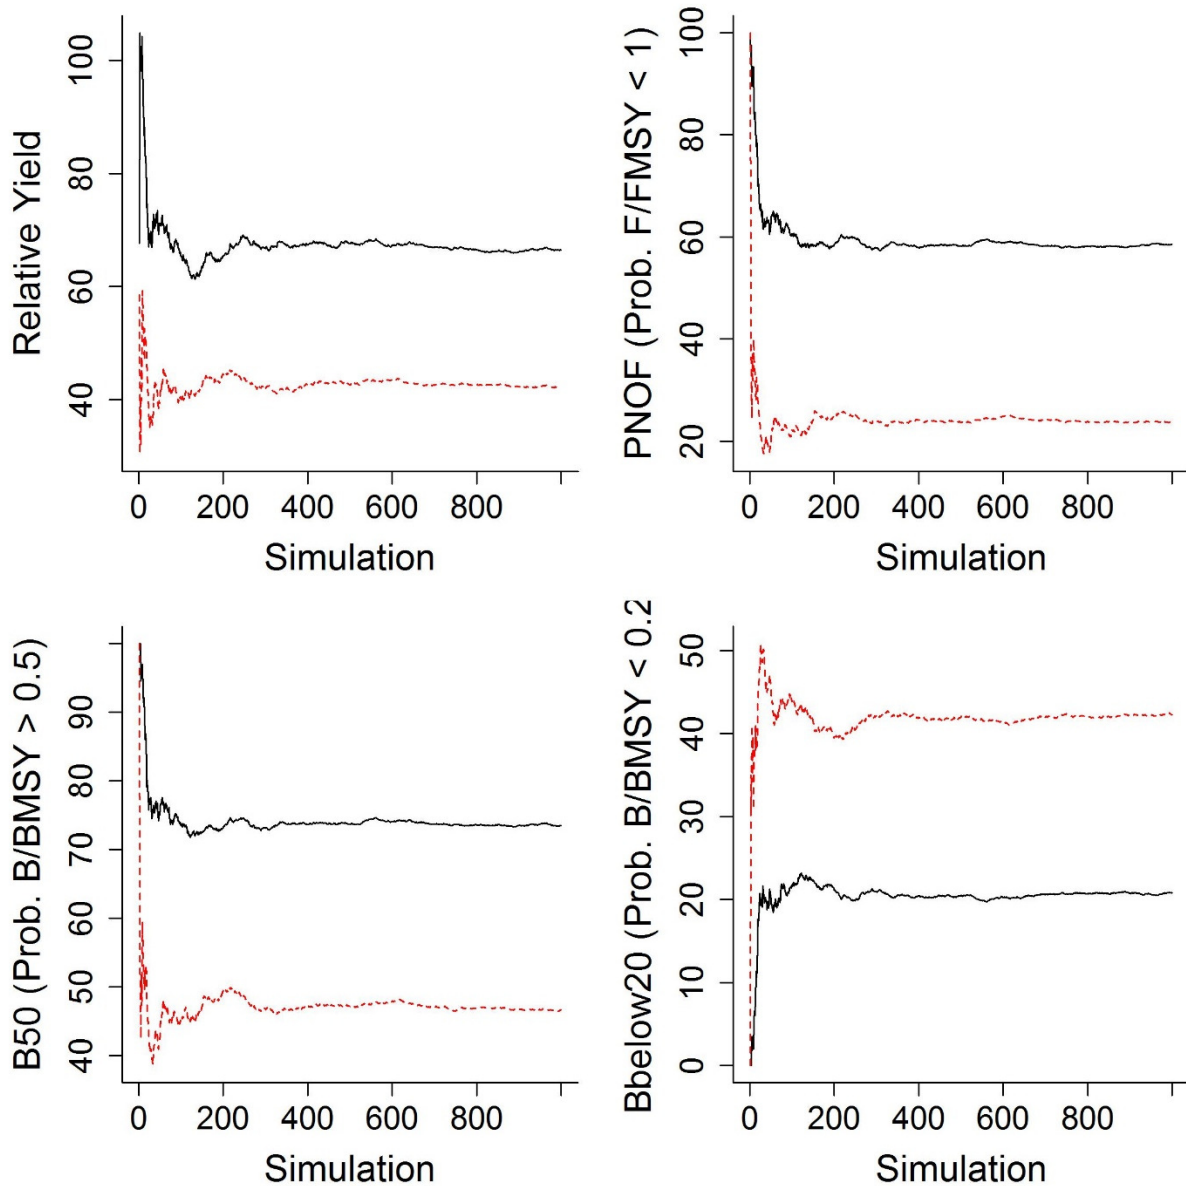 Relative Yield
100
80
60
40
0 200 400 600 800
Simulation
PNOF (Prob. F/FMSY < 1)
100
80
60
40
20
0 200 400 600 800
Simulation
B50 (Prob. B/BMSY > 0.5)
90
80
70
60
50
40
0 200 400 600 800
Simulation
Bbelow20 (Prob. B/BMSY < 0.2
50
40
30
20
10
0
0 200 400 600 800
Simulation